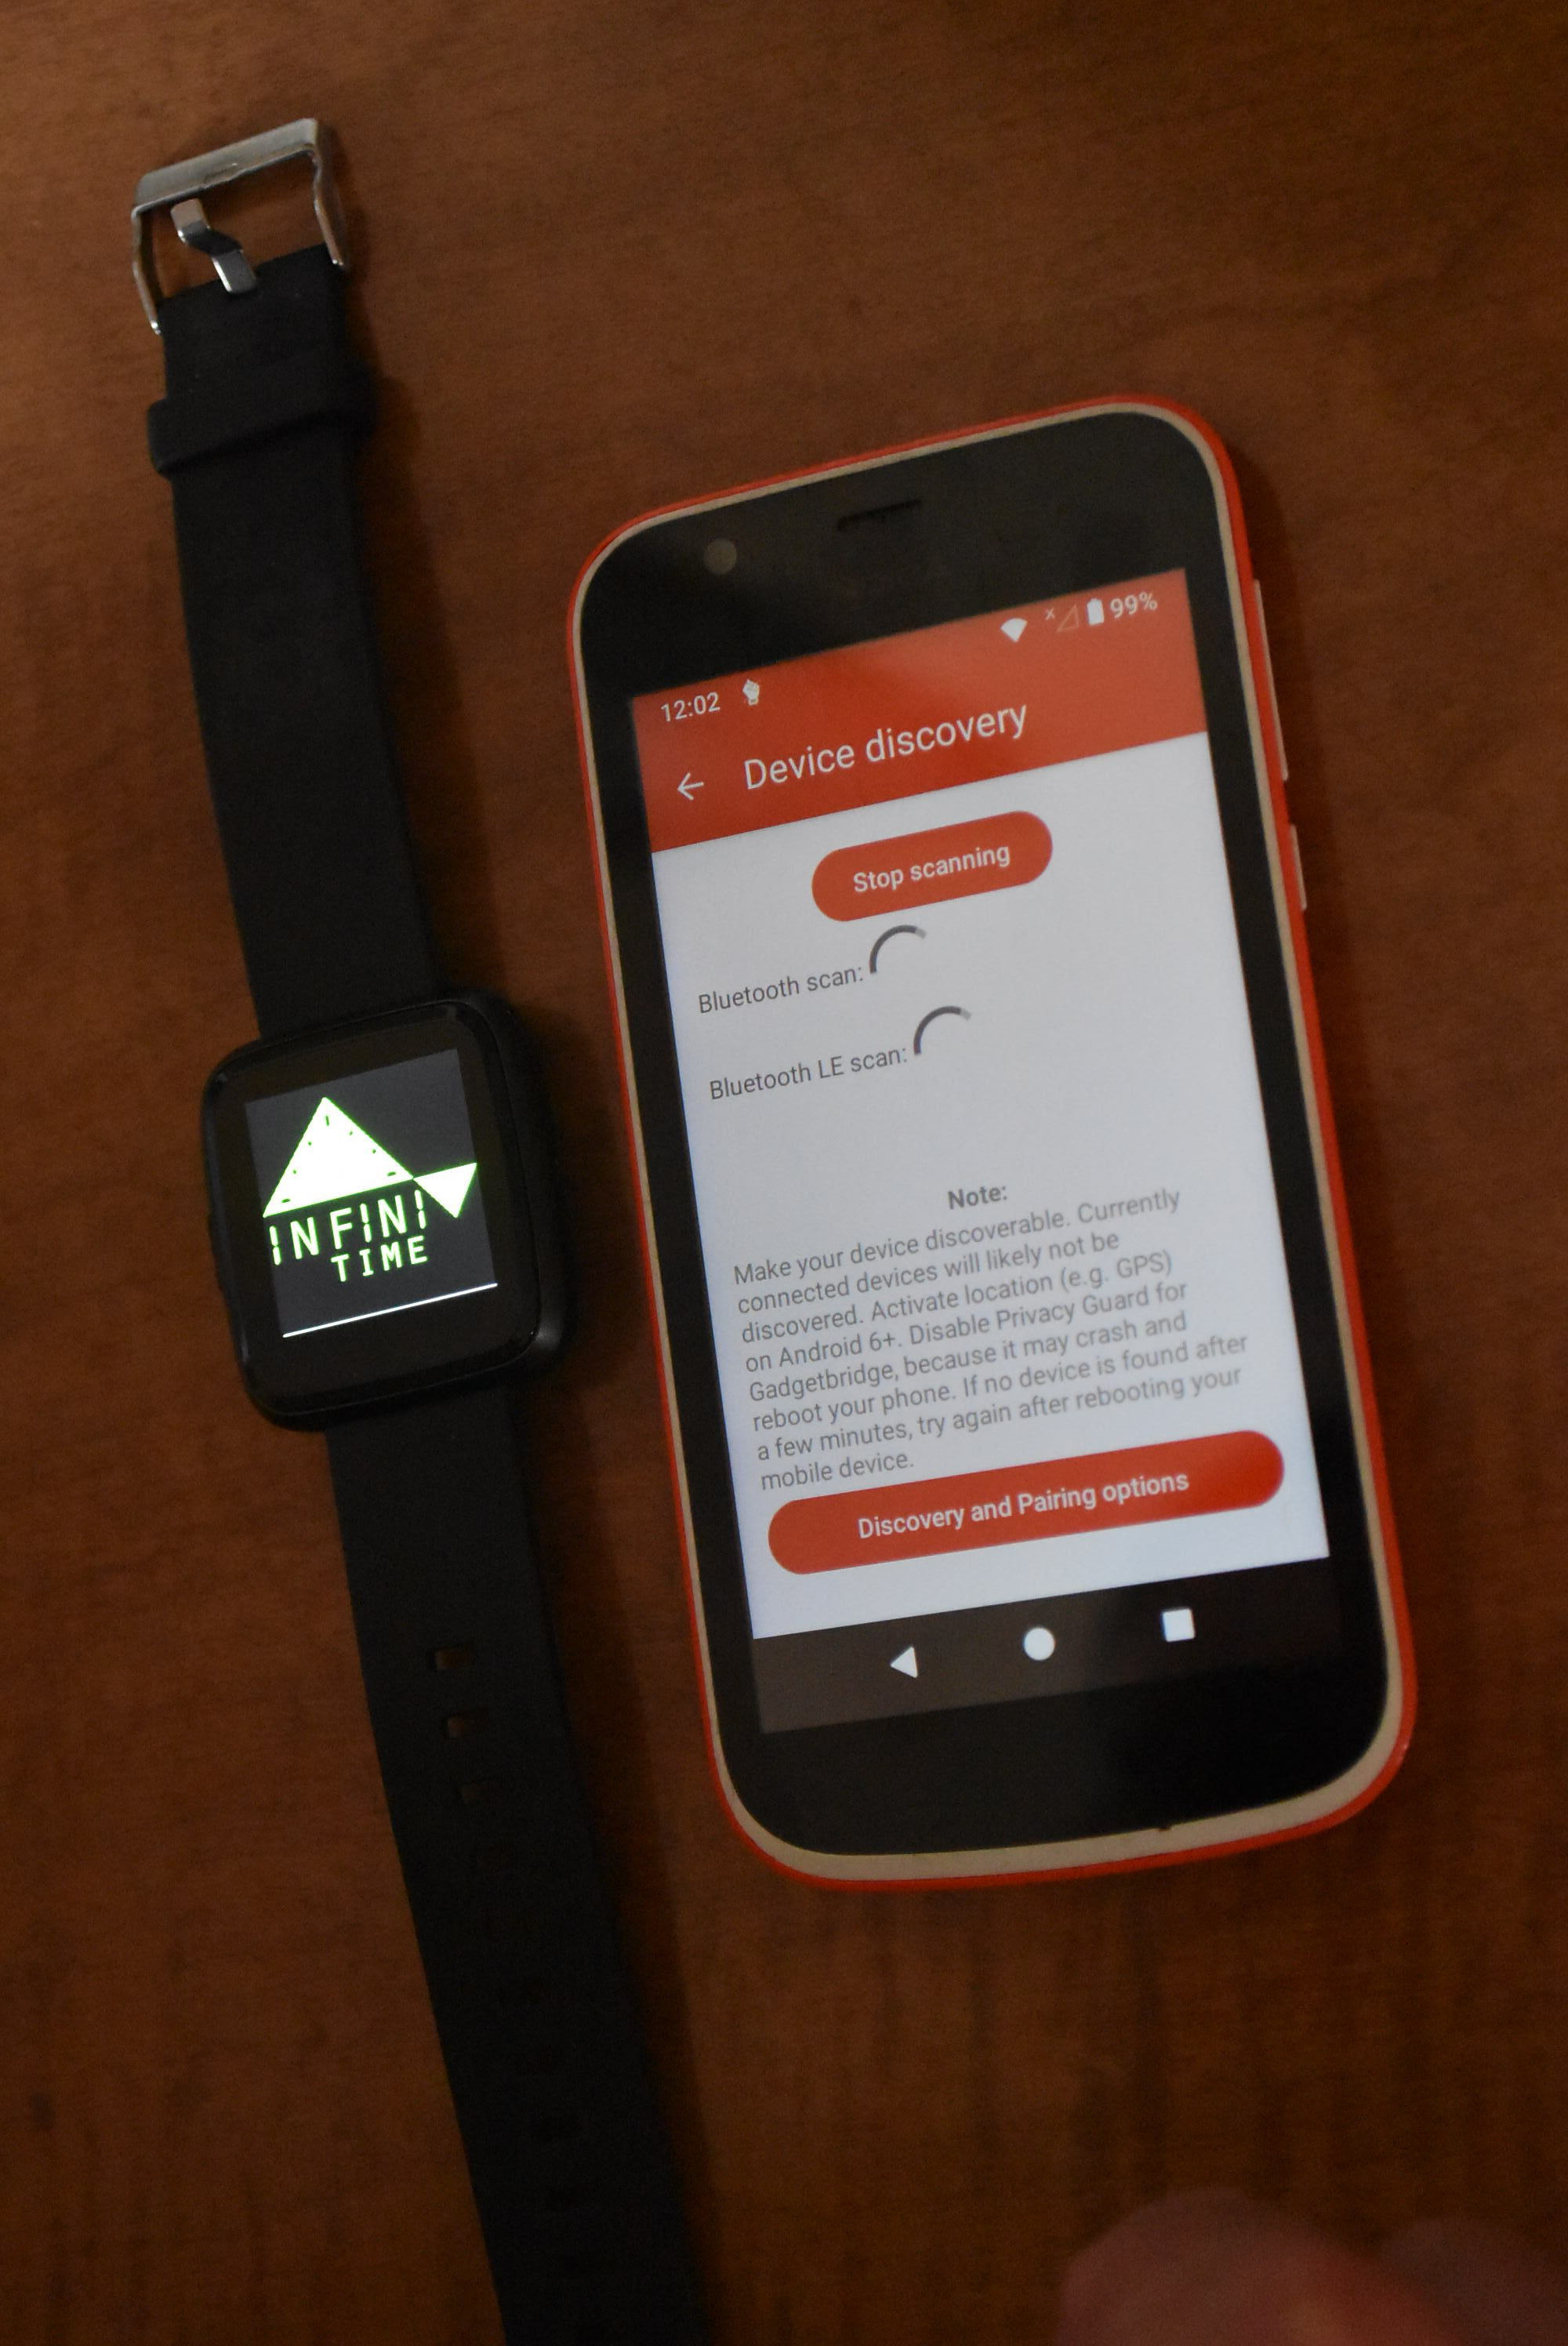 12:02
99%
Device discovery
Stop scanning
Bluetooth scan:
Bluetooth LE scan:
Note:
Make your device discoverable. Currently
connected devices will likely not be
discovered. Activate location (e.g. GPS)
on Android 6+. Disable Privacy Guard for
Gadgetbridge, because it may crash and
reboot your phone. If no device is found after
a few minutes, try again after rebooting your
mobile device.
Discovery and Pairing options
INFINI
TIME